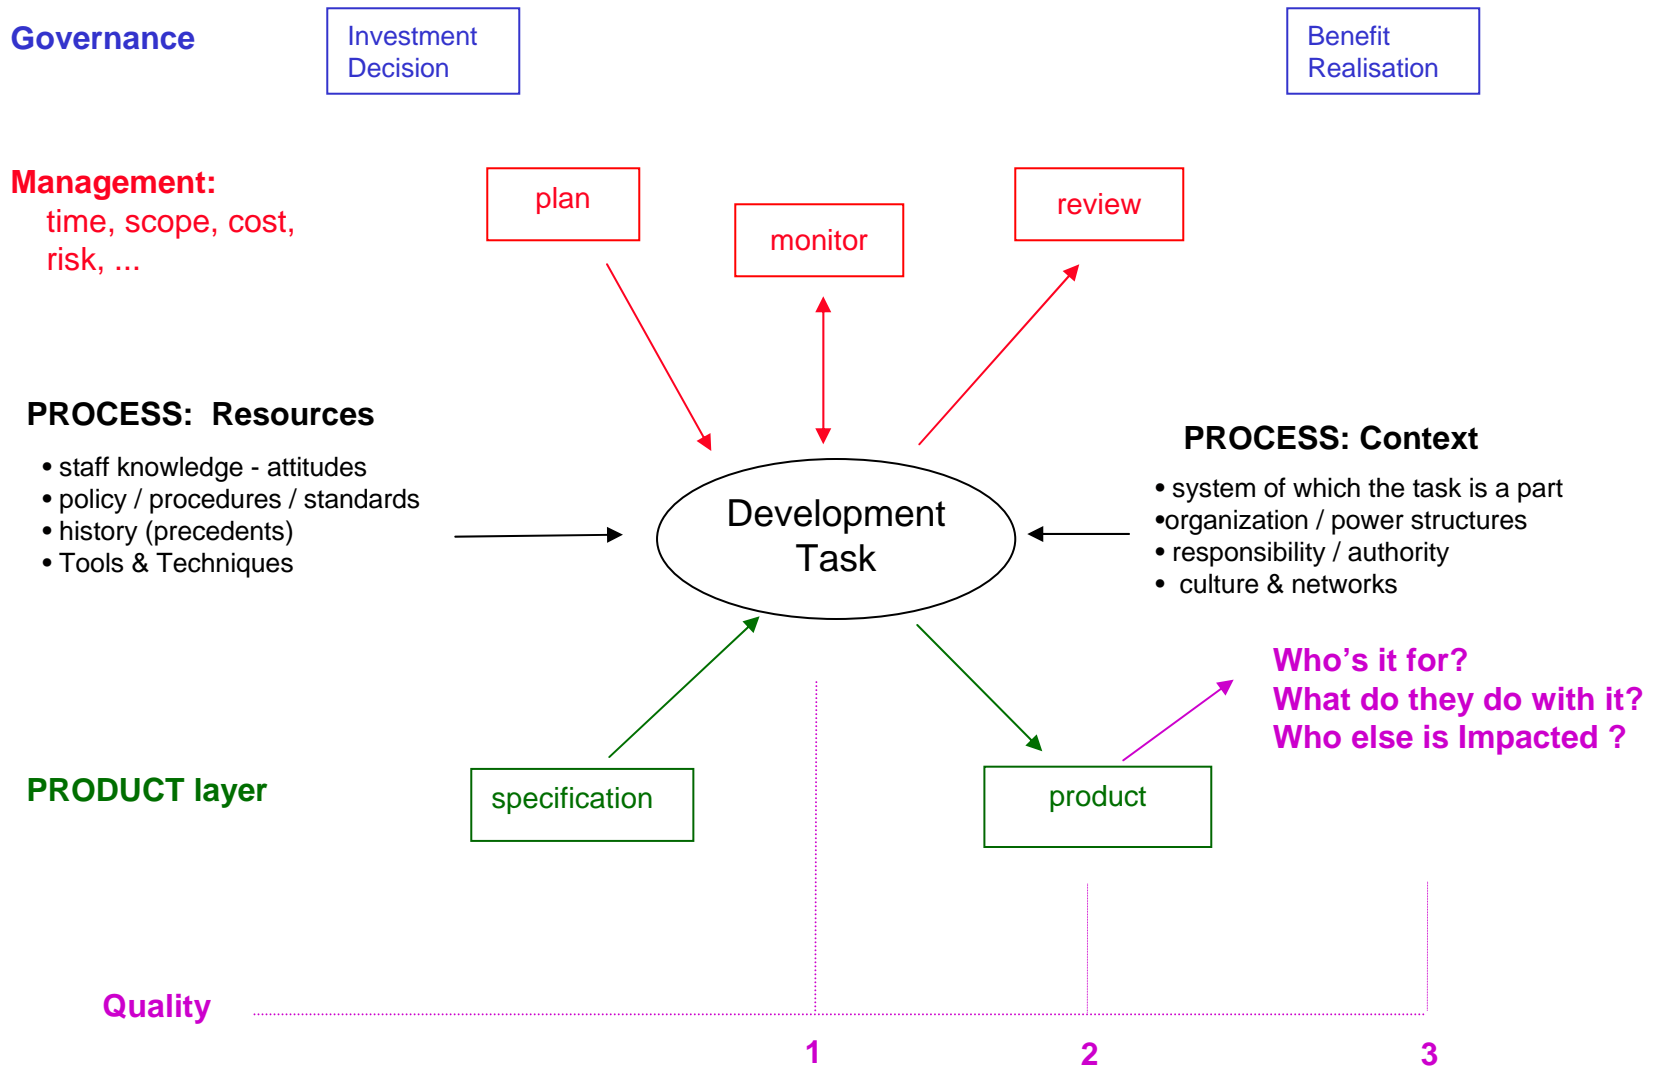 Governance
Investment
Decision
Benefit
Realisation
Management:
time, scope, cost,
risk, ...
plan
monitor
review
PROCESS:  Resources
• staff knowledge - attitudes
• policy / procedures / standards
• history (precedents)
• Tools & Techniques
Development
Task
PROCESS: Context
• system of which the task is a part
•organization / power structures
• responsibility / authority
•  culture & networks
Who’s it for?
What do they do with it?
Who else is Impacted ?
PRODUCT layer
specification
product
Quality
1
2
3